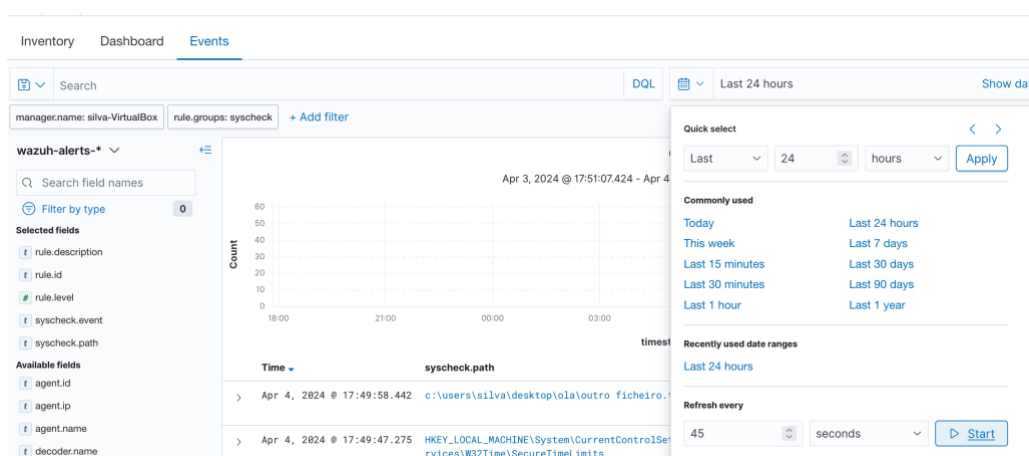 Inventory Dashboard Events
Search DQL Last 24 hours Show da
manager.name: silva-VirtualBox rule.groups: syscheck + Add filter
wazuh-alerts-*
Search field names
Filter by type 0
Selected fields
t rule.description
t rule.id
# rule.level
t syscheck.event
t syscheck.path
Available fields
t agent.id
t agent.ip
t agent.name
t decoder.name
Apr 3, 2024 @ 17:51:07.424 - Apr 4
Count
60
50
40
30
20
10
0
18:00 21:00 00:00 03:00
timest
Time syscheck.path
Apr 4, 2024 @ 17:49:58.442 c:\users\silva\desktop\ola\outro ficheiro.t
Apr 4, 2024 @ 17:49:47.275 HKEY_LOCAL_MACHINE\System\CurrentControlSet
rvices\W32Time\SecureTimeLimits
Quick select
Last 24 hours Apply
Commonly used
Today Last 24 hours
This week Last 7 days
Last 15 minutes Last 30 days
Last 30 minutes Last 90 days
Last 1 hour Last 1 year
Recently used date ranges
Last 24 hours
Refresh every
45 seconds Start